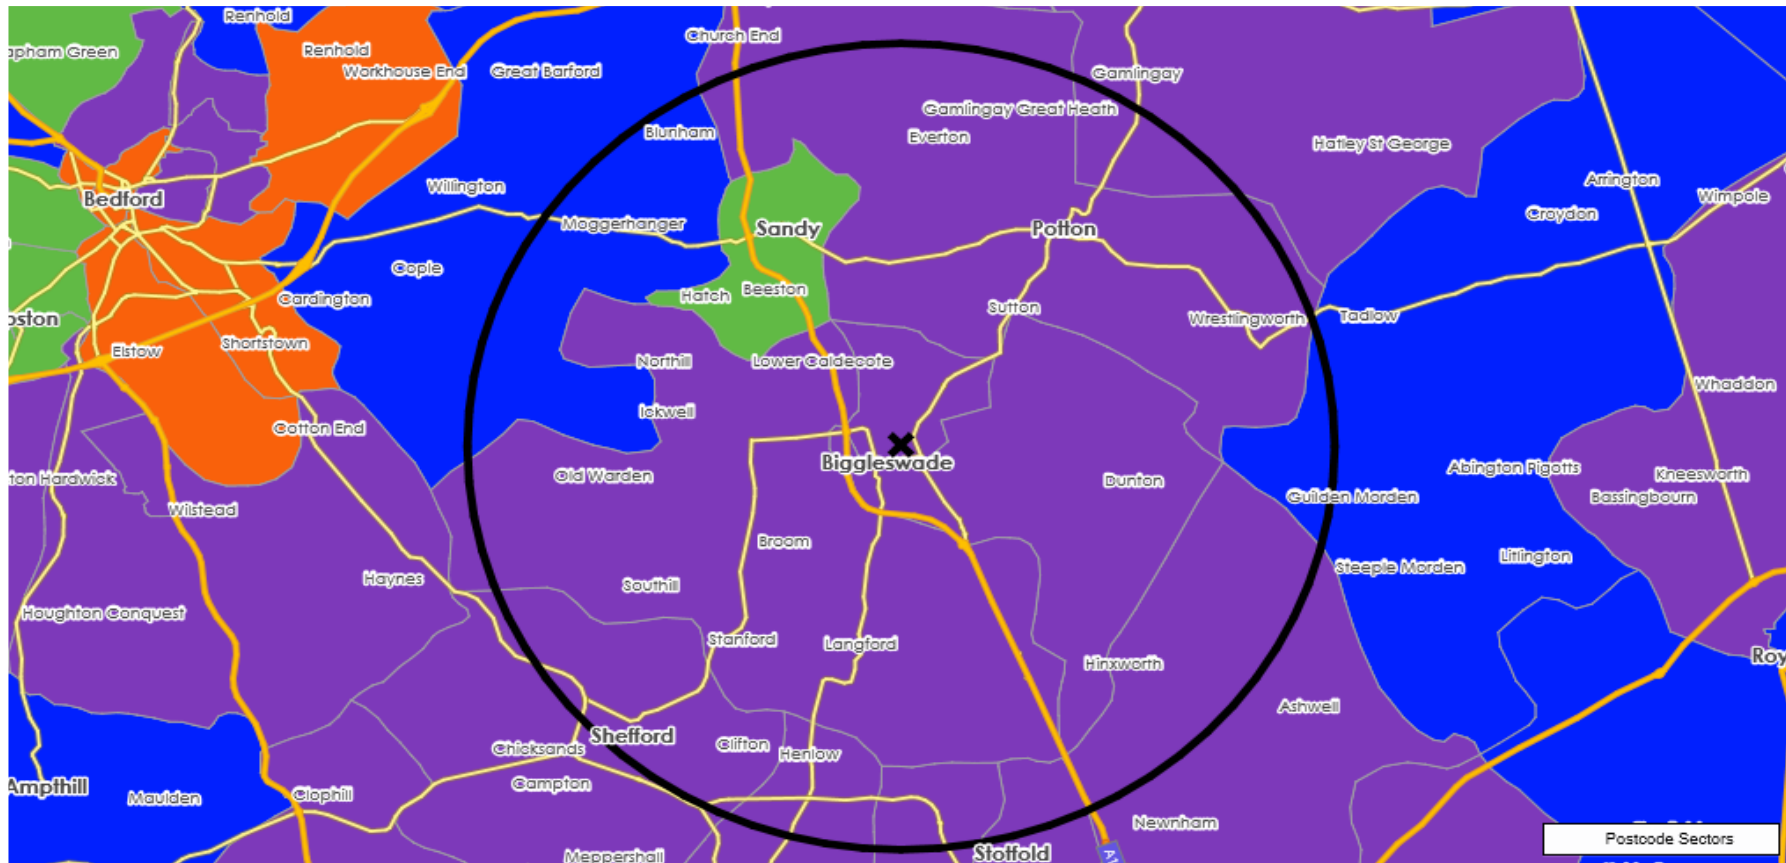 Renhold
Church End
apham Green
Renhold
Workhouse End
Great Barford
Gamlingay
Gamlingay Great Heath
Blunham
Everton
Hatley St George
Willington
Arrington
Bedford
Wimpole
Moggerhanger
Sandy
Potton
Croydon
Cople
Cardington
Hatch
Beeston
Sutton
oston
Wrestlingworth
Tadlow
Elstow
Shortstown
Northill
Lower Caldecote
Whaddon
Ickwell
Cotton End
Biggleswade
Old Warden
Dunton
Abington Pigotts
Kneesworth
ton Hardwick
Guilden Morden
Bassingbourn
Wilstead
Broom
Litlington
Steeple Morden
Haynes
Southill
Houghton Conquest
Stanford
Langford
Hinxworth
Roy
Ashwell
Shefford
Chicksands
Clifton
Henlow
Ampthill
Campton
Maulden
Clophill
Newnham
Postcode Sectors
Meppershall
Stotfold
A1